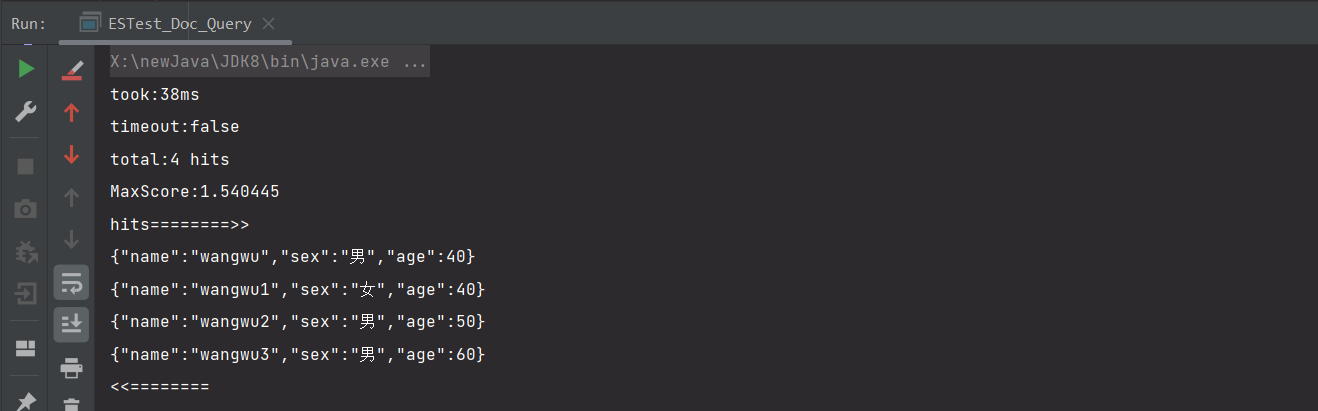 Run: ESTest_Doc_Query
X:\newJava\JDK8\bin\java.exe ...
took:38ms
timeout:false
total:4 hits
MaxScore:1.540445
hits========>>
{"name":"wangwu","sex":"男","age":40}
{"name":"wangwu1","sex":"女","age":40}
{"name":"wangwu2","sex":"男","age":50}
{"name":"wangwu3","sex":"男","age":60}
<<========